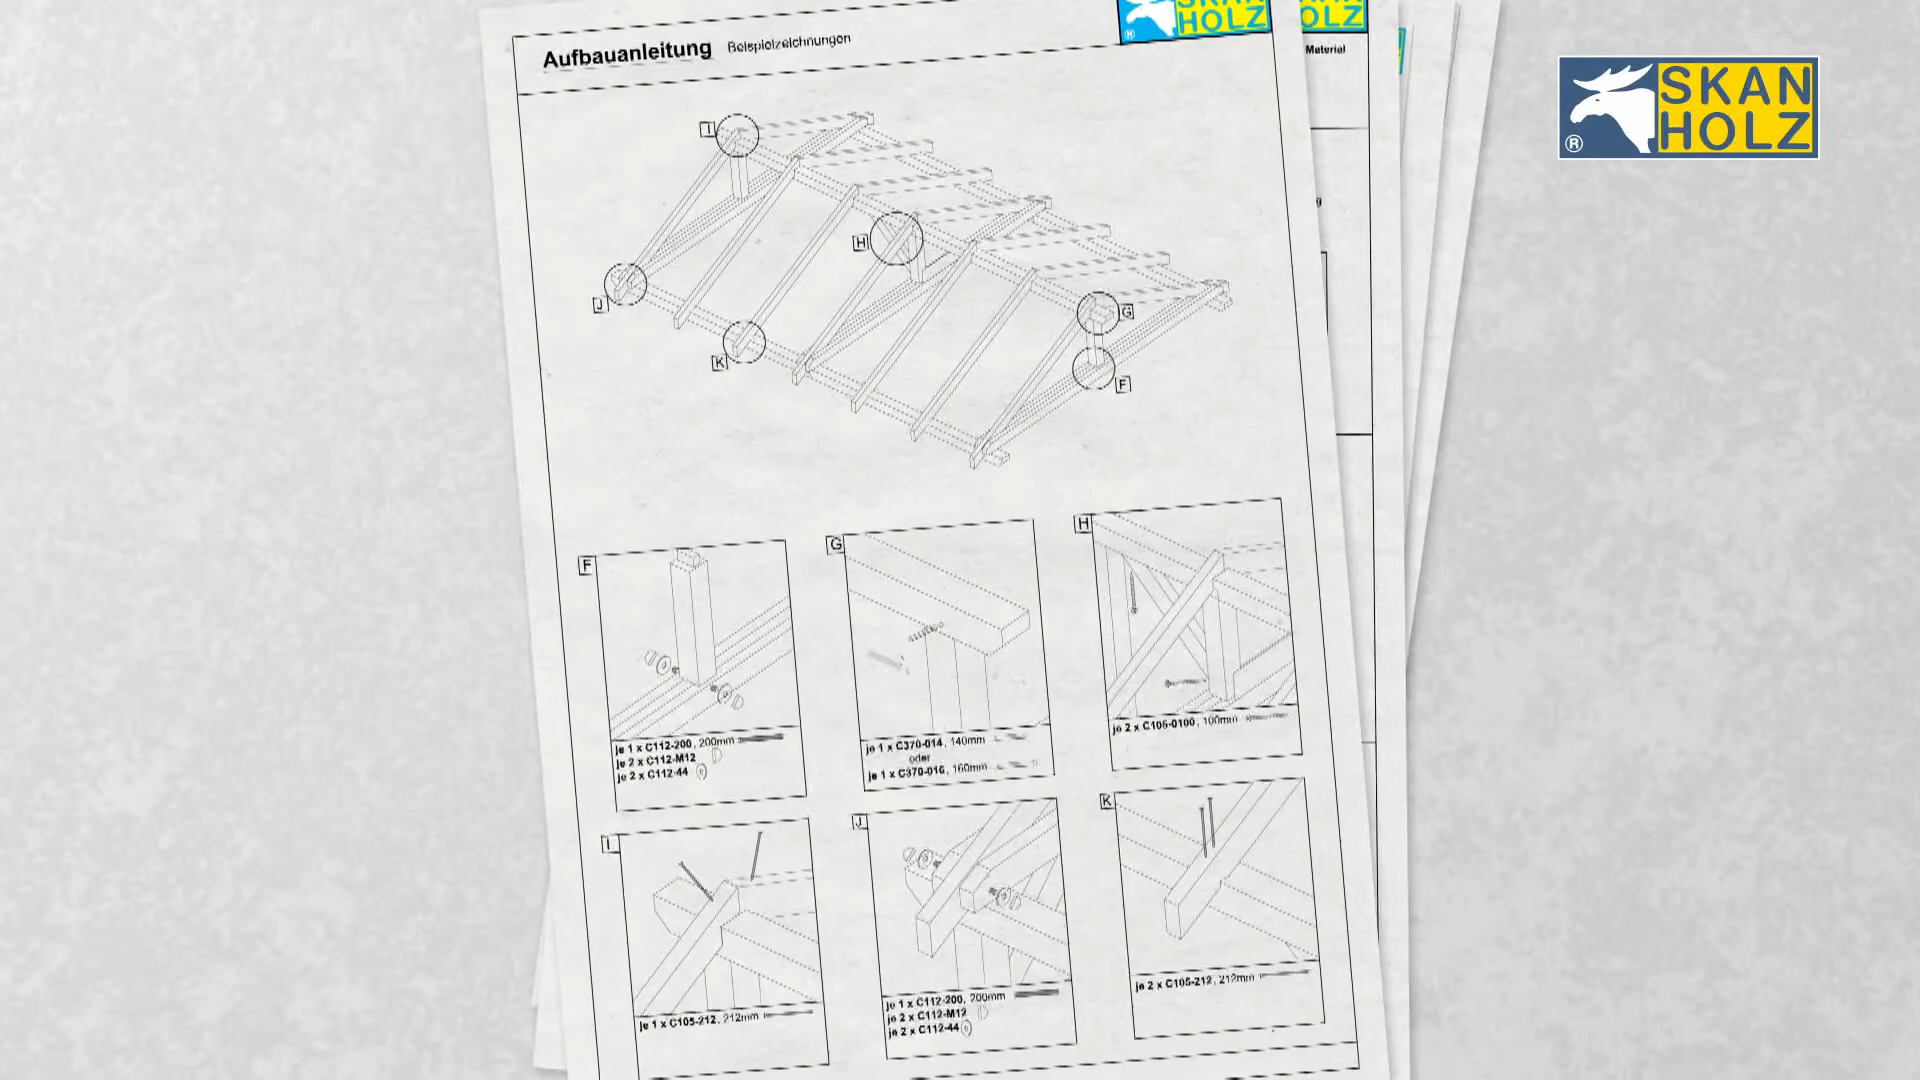 Aufbauanleitung Beispielzeichnungen
SKAN
HOLZ
®
OLZ
Material
SKAN
HOLZ
®
I
H
J
G
K
F
F
je 1 x C112-200, 200mm
je 2 x C112-M12
je 2 x C112-44
G
je 1 x C370-014, 140mm
oder
je 1 x C370-016, 160mm
H
je 2 x C106-0100, 100mm
I
je 1 x C105-212, 212mm
J
je 1 x C112-200, 200mm
je 2 x C112-M12
je 2 x C112-44
K
je 2 x C105-212, 212mm